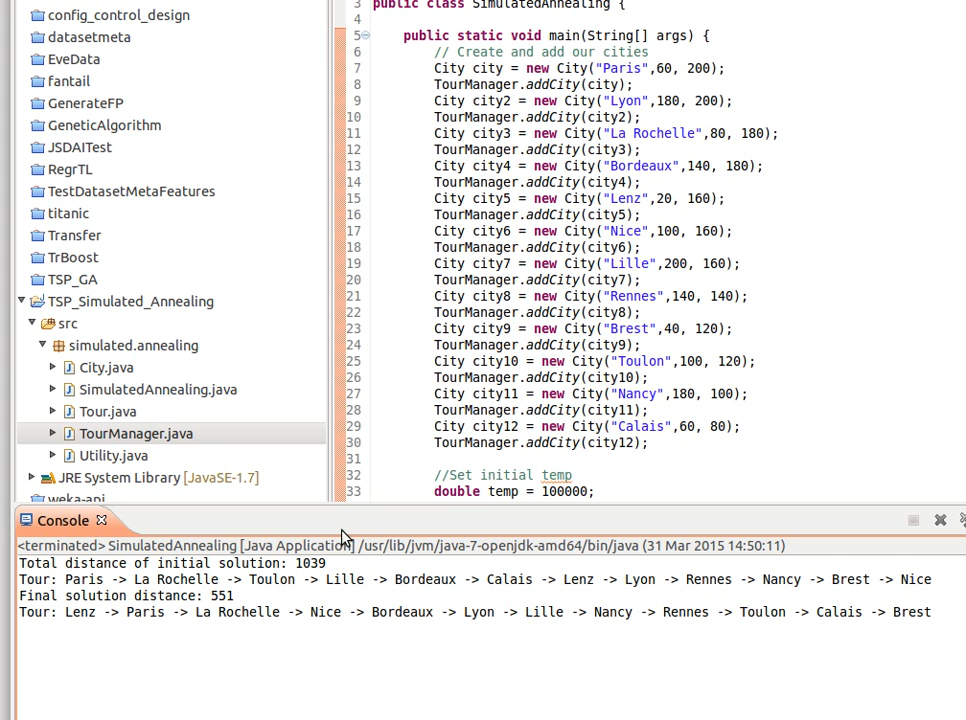 config_control_design
datasetmeta
EveData
fantail
GenerateFP
GeneticAlgorithm
JSDAITest
RegrTL
TestDatasetMetaFeatures
titanic
Transfer
TrBoost
TSP_GA
TSP_Simulated_Annealing
src
simulated.annealing
City.java
SimulatedAnnealing.java
Tour.java
TourManager.java
Utility.java
JRE System Library [JavaSE-1.7]
weka-api
3 public class SimulatedAnnealing {
4
5 public static void main(String[] args) {
6 // Create and add our cities
7 City city = new City("Paris",60, 200);
8 TourManager.addCity(city);
9 City city2 = new City("Lyon",180, 200);
10 TourManager.addCity(city2);
11 City city3 = new City("La Rochelle",80, 180);
12 TourManager.addCity(city3);
13 City city4 = new City("Bordeaux",140, 180);
14 TourManager.addCity(city4);
15 City city5 = new City("Lenz",20, 160);
16 TourManager.addCity(city5);
17 City city6 = new City("Nice",100, 160);
18 TourManager.addCity(city6);
19 City city7 = new City("Lille",200, 160);
20 TourManager.addCity(city7);
21 City city8 = new City("Rennes",140, 140);
22 TourManager.addCity(city8);
23 City city9 = new City("Brest",40, 120);
24 TourManager.addCity(city9);
25 City city10 = new City("Toulon",100, 120);
26 TourManager.addCity(city10);
27 City city11 = new City("Nancy",180, 100);
28 TourManager.addCity(city11);
29 City city12 = new City("Calais",60, 80);
30 TourManager.addCity(city12);
31
32 //Set initial temp
33 double temp = 100000;
Console
<terminated> SimulatedAnnealing [Java Application] /usr/lib/jvm/java-7-openjdk-amd64/bin/java (31 Mar 2015 14:50:11)
Total distance of initial solution: 1039
Tour: Paris -> La Rochelle -> Toulon -> Lille -> Bordeaux -> Calais -> Lenz -> Lyon -> Rennes -> Nancy -> Brest -> Nice
Final solution distance: 551
Tour: Lenz -> Paris -> La Rochelle -> Nice -> Bordeaux -> Lyon -> Lille -> Nancy -> Rennes -> Toulon -> Calais -> Brest